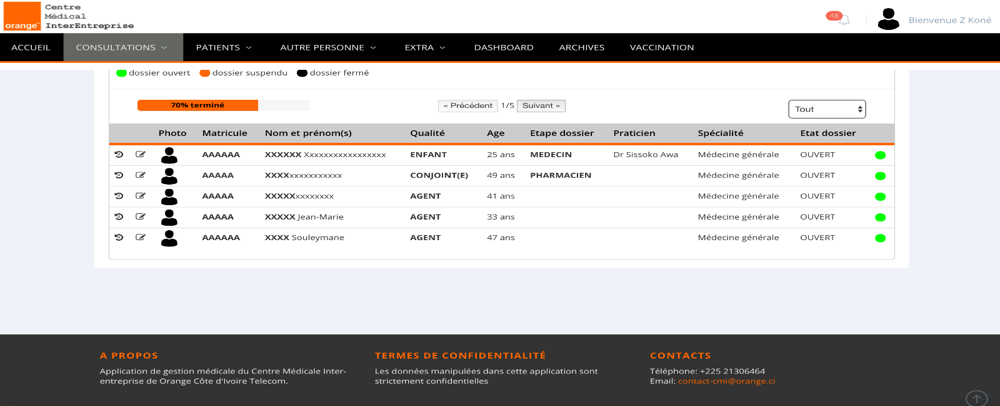 Centre
Médical
InterEntreprise
orange™
48
Bienvenue Z Koné
ACCUEIL CONSULTATIONS PATIENTS AUTRE PERSONNE EXTRA DASHBOARD ARCHIVES VACCINATION
dossier ouvert dossier suspendu dossier fermé
70% terminé « Précédent 1/5 Suivant » Tout
Photo Matricule Nom et prénom(s) Qualité Age Etape dossier Praticien Spécialité Etat dossier
AAAAAA XXXXXX Xxxxxxxxxxxxxxxxx ENFANT 25 ans MEDECIN Dr Sissoko Awa Médecine générale OUVERT
AAAAA XXXXxxxxxxxxxxx CONJOINT(E) 49 ans PHARMACIEN Médecine générale OUVERT
AAAAA XXXXXxxxxxxxx AGENT 41 ans Médecine générale OUVERT
AAAAA XXXXX Jean-Marie AGENT 33 ans Médecine générale OUVERT
AAAAAA XXXX Souleymane AGENT 47 ans Médecine générale OUVERT
A PROPOS
Application de gestion médicale du Centre Médicale Inter-
entreprise de Orange Côte d'Ivoire Telecom.
TERMES DE CONFIDENTIALITÉ
Les données manipulées dans cette application sont
strictement confidentielles
CONTACTS
Téléphone: +225 21306464
Email: contact-cmi@orange.ci